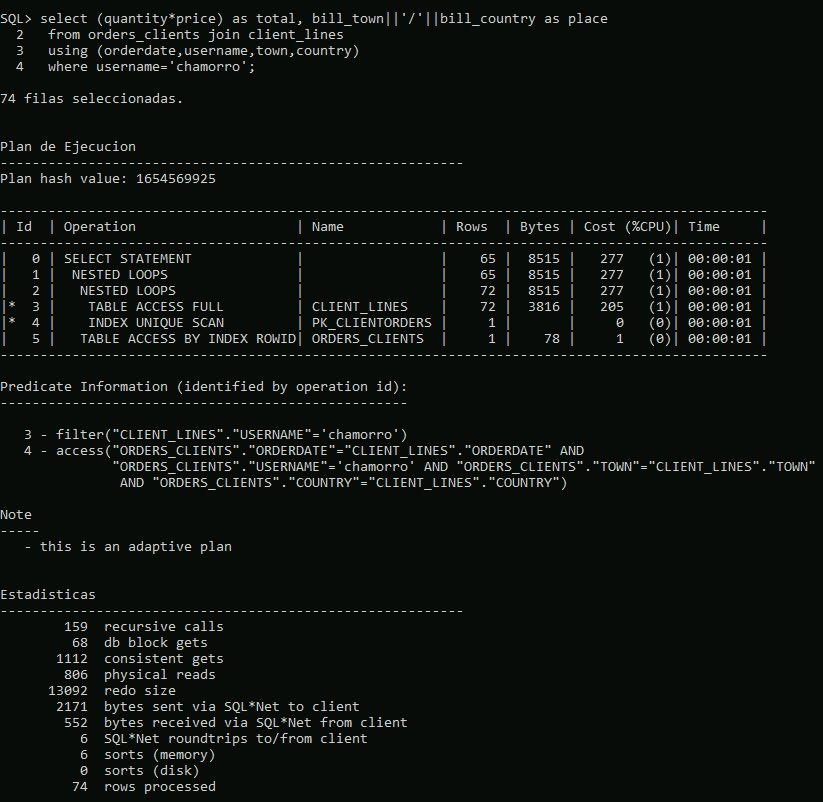 SQL> select (quantity*price) as total, bill_town||'/'||bill_country as place
  2   from orders_clients join client_lines
  3   using (orderdate,username,town,country)
  4   where username='chamorro';

74 filas seleccionadas.


Plan de Ejecucion
----------------------------------------------------------
Plan hash value: 1654569925

------------------------------------------------------------------------------------------------
| Id  | Operation                    | Name            | Rows  | Bytes | Cost (%CPU)| Time     |
------------------------------------------------------------------------------------------------
|   0 | SELECT STATEMENT             |                 |    65 |  8515 |   277   (1)| 00:00:01 |
|   1 |  NESTED LOOPS                |                 |    65 |  8515 |   277   (1)| 00:00:01 |
|   2 |   NESTED LOOPS               |                 |    72 |  8515 |   277   (1)| 00:00:01 |
|*  3 |    TABLE ACCESS FULL         | CLIENT_LINES    |    72 |  3816 |   205   (1)| 00:00:01 |
|*  4 |    INDEX UNIQUE SCAN         | PK_CLIENTORDERS |     1 |       |     0   (0)| 00:00:01 |
|   5 |   TABLE ACCESS BY INDEX ROWID| ORDERS_CLIENTS  |     1 |    78 |     1   (0)| 00:00:01 |
------------------------------------------------------------------------------------------------

Predicate Information (identified by operation id):
---------------------------------------------------

   3 - filter("CLIENT_LINES"."USERNAME"='chamorro')
   4 - access("ORDERS_CLIENTS"."ORDERDATE"="CLIENT_LINES"."ORDERDATE" AND
              "ORDERS_CLIENTS"."USERNAME"='chamorro' AND "ORDERS_CLIENTS"."TOWN"="CLIENT_LINES"."TOWN"
               AND "ORDERS_CLIENTS"."COUNTRY"="CLIENT_LINES"."COUNTRY")

Note
-----
   - this is an adaptive plan


Estadisticas
----------------------------------------------------------
        159  recursive calls
         68  db block gets
       1112  consistent gets
        806  physical reads
      13092  redo size
       2171  bytes sent via SQL*Net to client
        552  bytes received via SQL*Net from client
          6  SQL*Net roundtrips to/from client
          6  sorts (memory)
          0  sorts (disk)
         74  rows processed